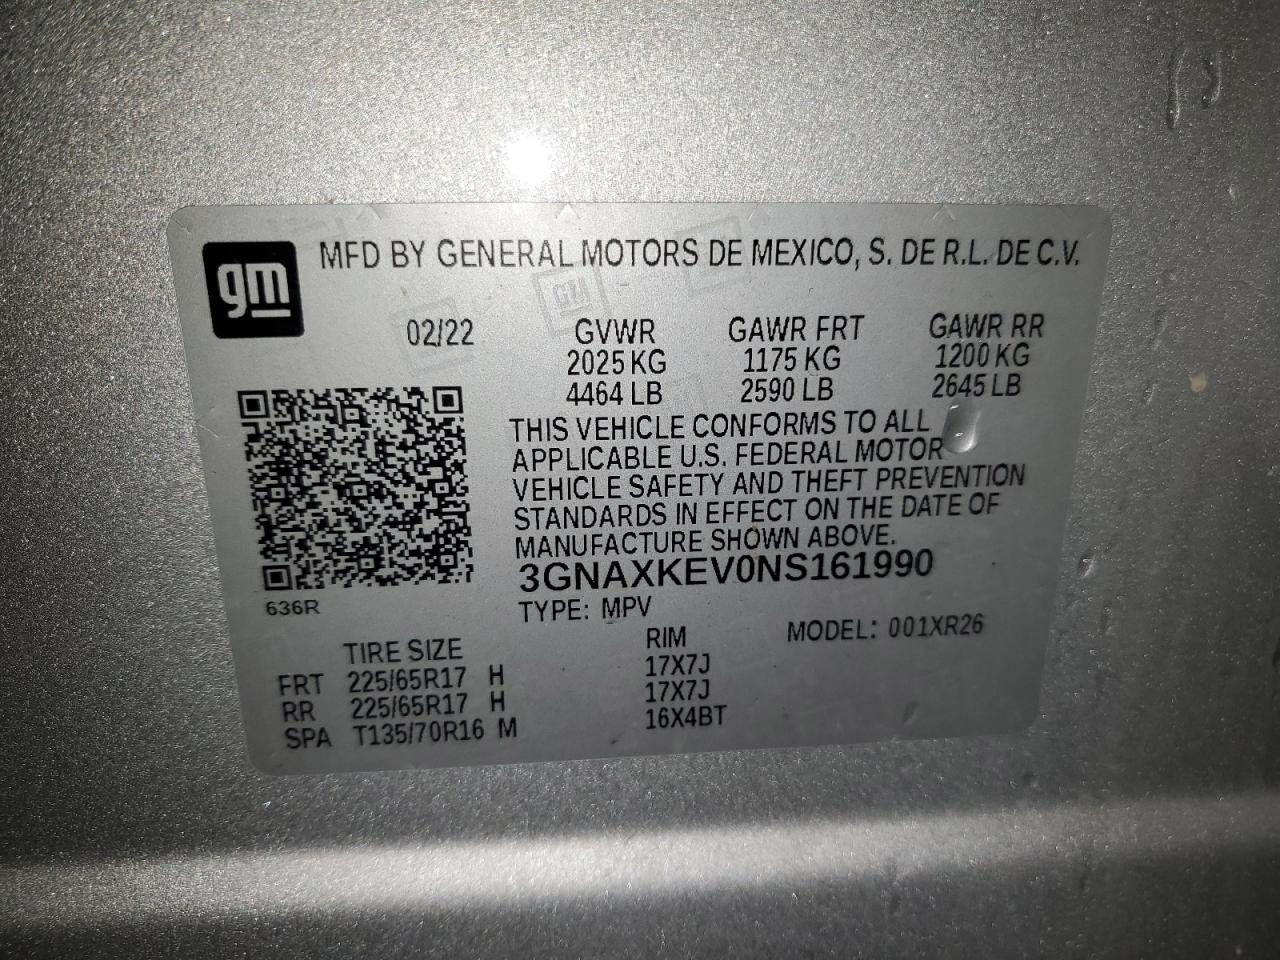 gm MFD BY GENERAL MOTORS DE MEXICO, S. DE R.L. DE C.V.
02/22 GVWR GAWR FRT GAWR RR
2025 KG 1175 KG 1200 KG
4464 LB 2590 LB 2645 LB
THIS VEHICLE CONFORMS TO ALL
APPLICABLE U.S. FEDERAL MOTOR
VEHICLE SAFETY AND THEFT PREVENTION
STANDARDS IN EFFECT ON THE DATE OF
MANUFACTURE SHOWN ABOVE.
3GNAXKEV0NS161990
636R
TYPE: MPV MODEL: 001XR26
TIRE SIZE RIM
FRT 225/65R17 H 17X7J
RR 225/65R17 H 17X7J
SPA T135/70R16 M 16X4BT